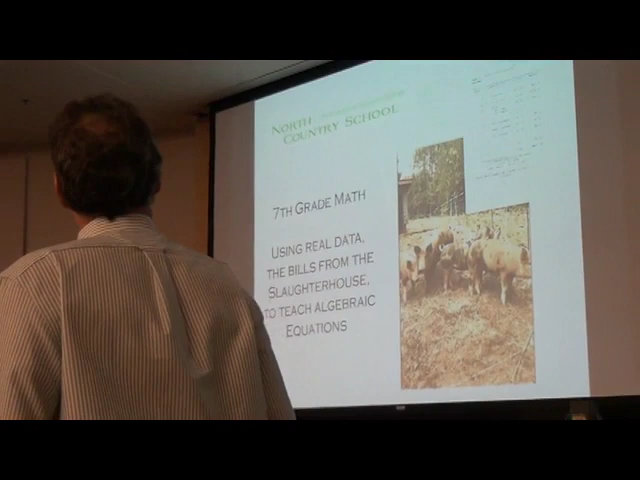 NORTH
COUNTRY SCHOOL
7TH GRADE MATH
USING REAL DATA,
THE BILLS FROM THE
SLAUGHTERHOUSE,
TO TEACH ALGEBRAIC
EQUATIONS